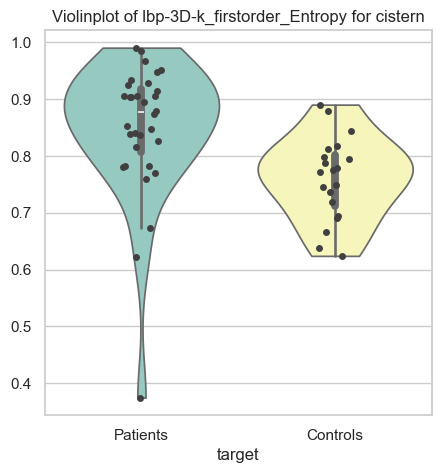 Violinplot of lbp-3D-k_firstorder_Entropy for cistern
1.0
0.9
0.8
0.7
0.6
0.5
0.4
Patients Controls
target